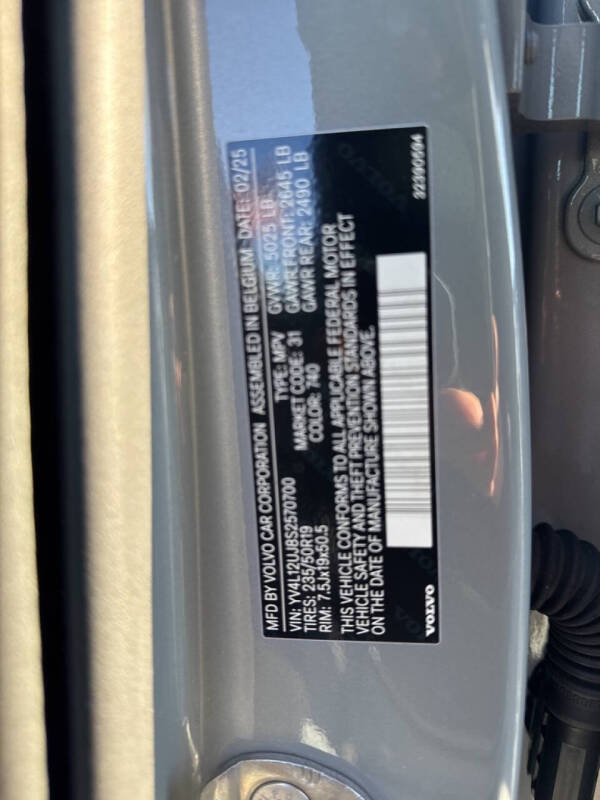 MFD BY VOLVO CAR CORPORATION ASSEMBLED IN BELGIUM DATE: 02/25
VIN: YV4L12UJ8S2570700 TYPE: MPV GVWR: 5025 LB
TIRES: 235/50R19 MARKET CODE: 31 GAWR FRONT: 2645 LB
RIM: 7.5Jx19x50.5 COLOR: 740 GAWR REAR: 2490 LB
THIS VEHICLE CONFORMS TO ALL APPLICABLE FEDERAL MOTOR
VEHICLE SAFETY AND THEFT PREVENTION STANDARDS IN EFFECT
ON THE DATE OF MANUFACTURE SHOWN ABOVE.
VOLVO 32390594